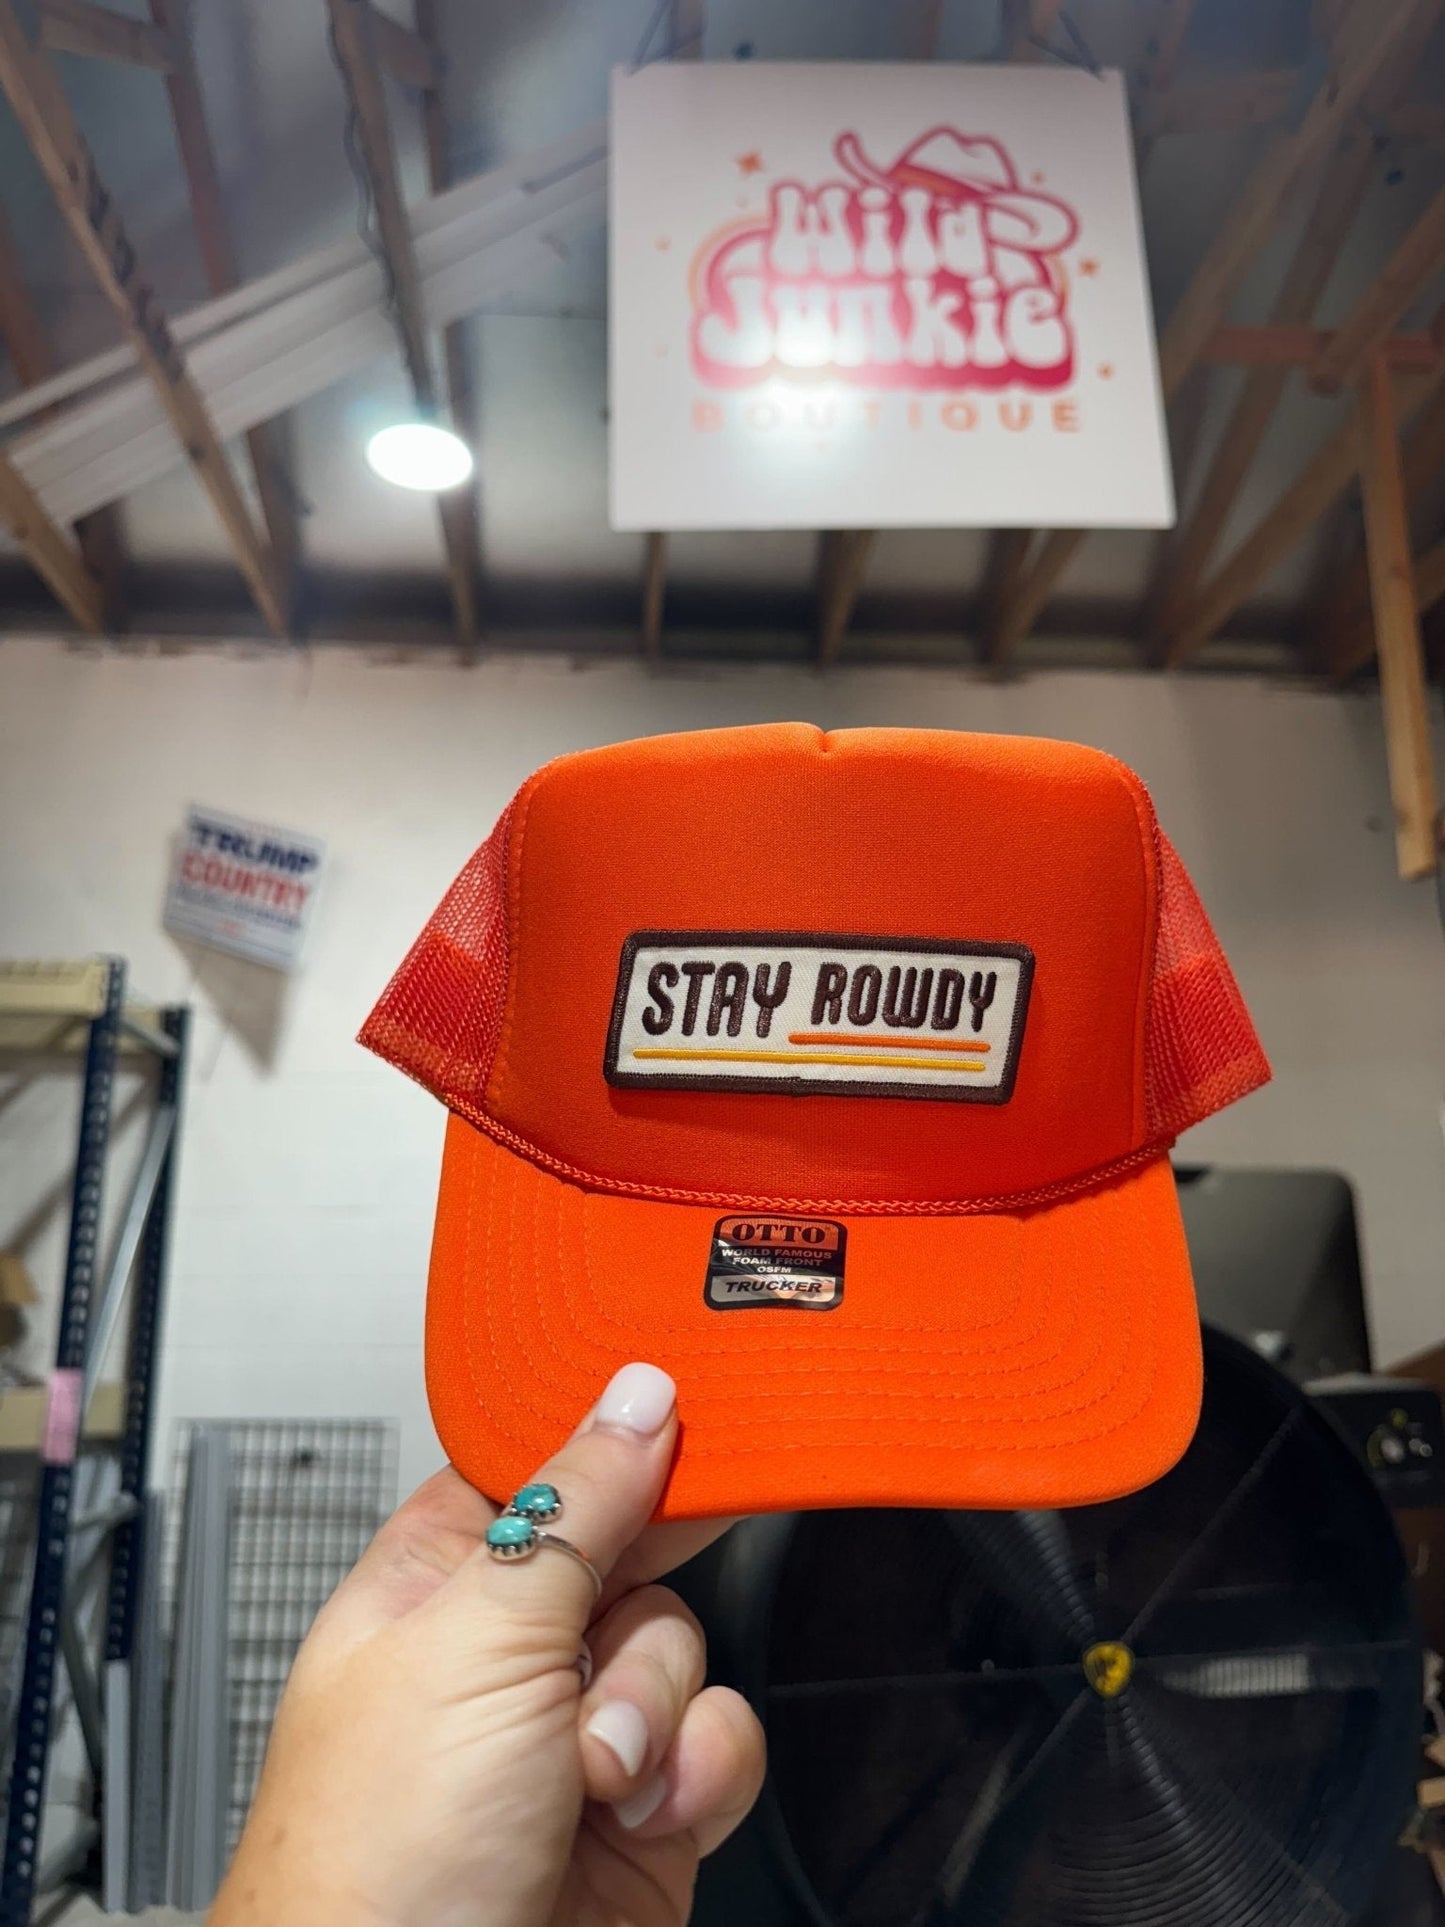 Wild
Junkie
BOUTIQUE
TRUMP
COUNTRY
STAY ROWDY
OTTO
WORLD FAMOUS
FOAM FRONT
OSFM
TRUCKER